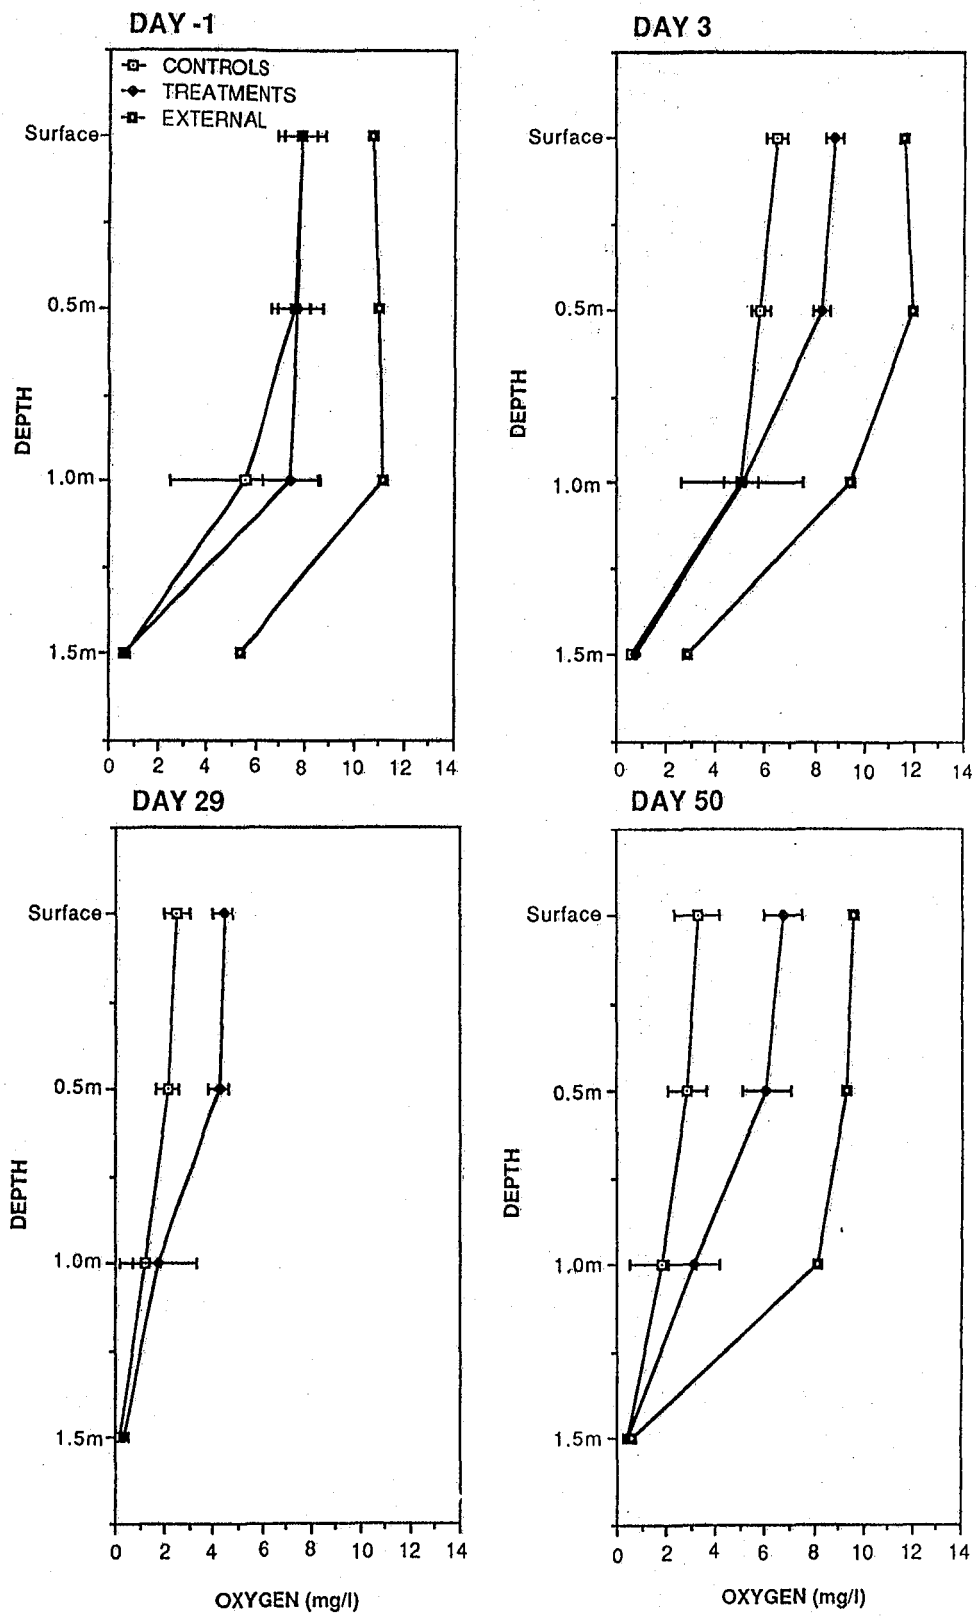 DAY -1
CONTROLS
TREATMENTS
EXTERNAL
Surface
0.5m
1.0m
1.5m
DEPTH
0 2 4 6 8 10 12 14
DAY 3
Surface
0.5m
1.0m
1.5m
DEPTH
0 2 4 6 8 10 12 14
DAY 29
Surface
0.5m
1.0m
1.5m
DEPTH
0 2 4 6 8 10 12 14
OXYGEN (mg/l)
DAY 50
Surface
0.5m
1.0m
1.5m
DEPTH
0 2 4 6 8 10 12 14
OXYGEN (mg/l)